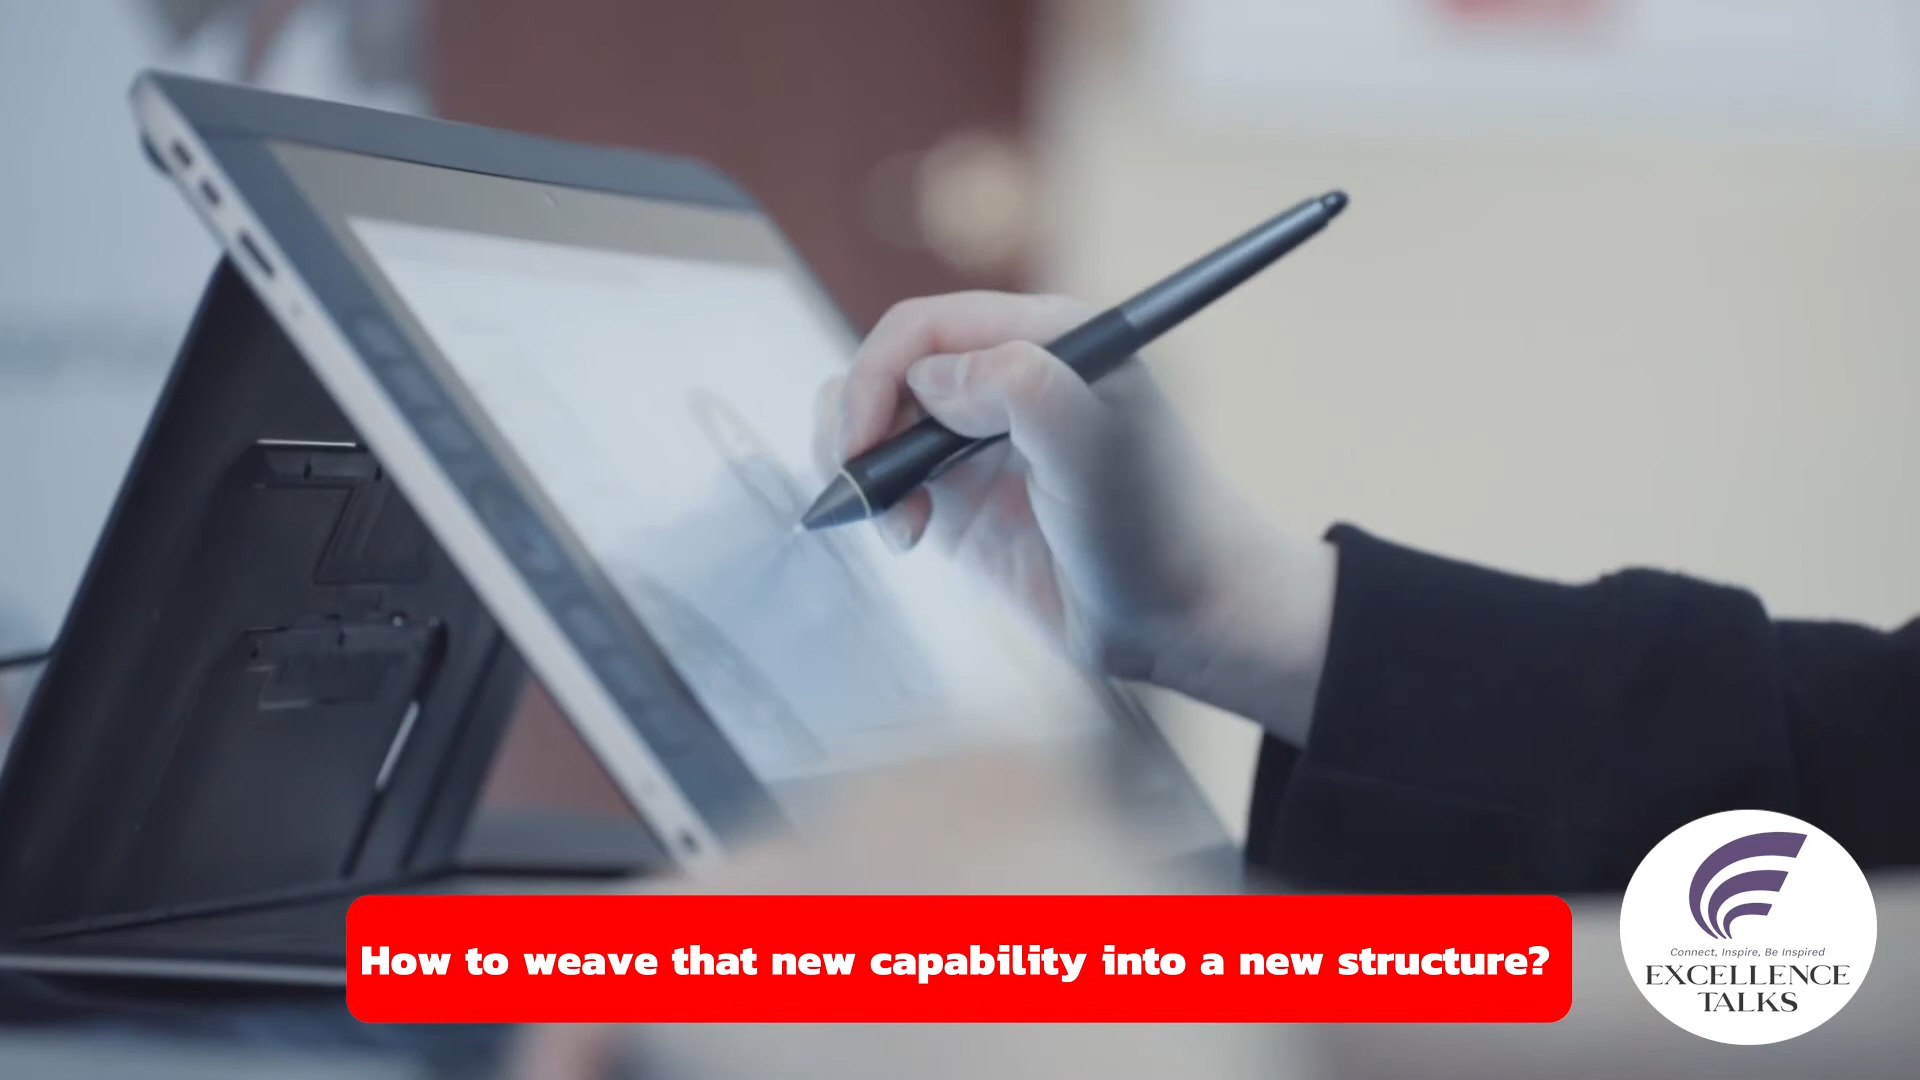 How to weave that new capability into a new structure?
Connect, Inspire, Be Inspired
EXCELLENCE
TALKS